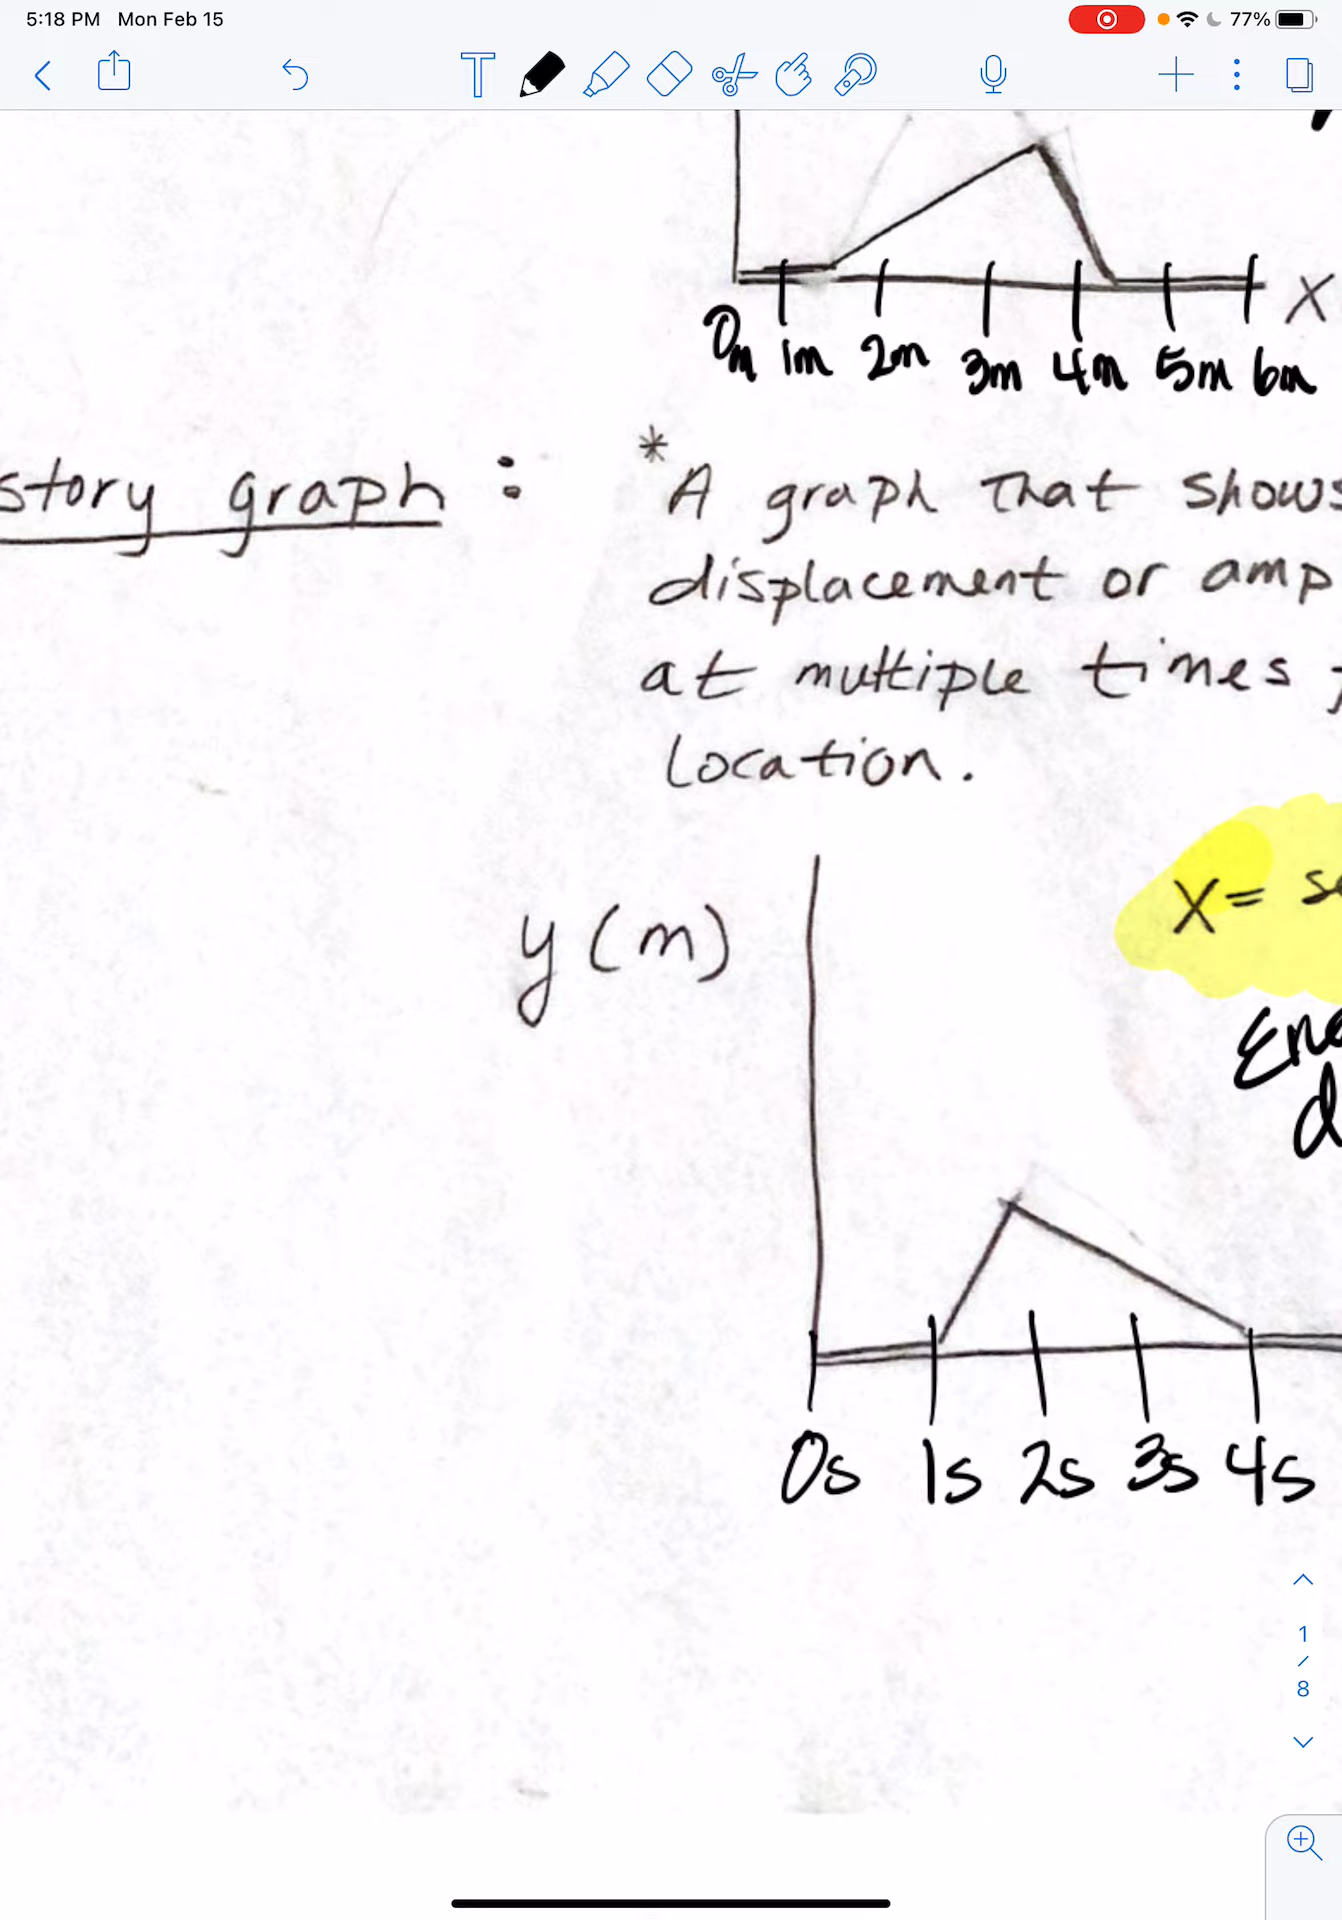 5:18 PM Mon Feb 15
77%
T
X
0m 1m 2m 3m 4m 5m 6m
story graph :
* A graph that shows
displacement or amp
at multiple times
location.
y (m)
X =
d
0s 1s 2s 3s 4s
1
/
8